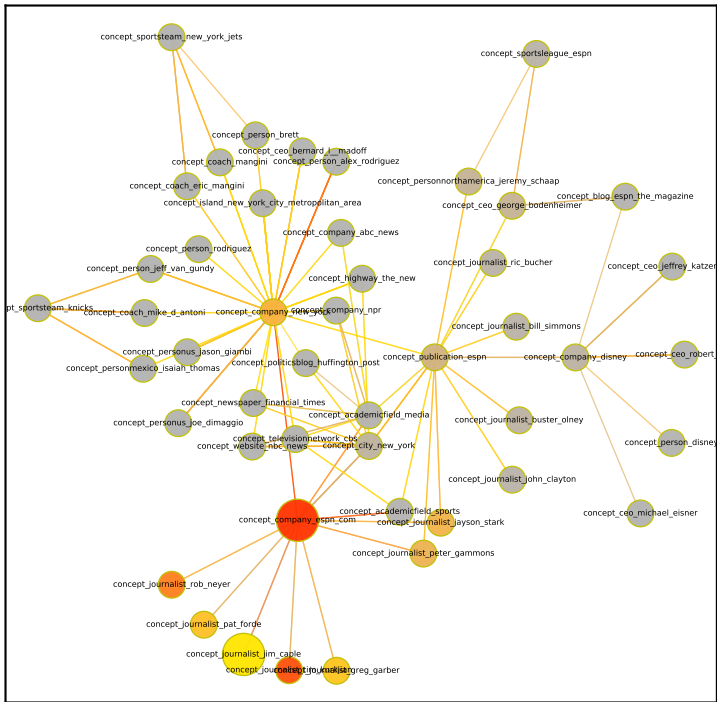 concept_sportsteam_new_york_jets
concept_sportsleague_espn
concept_person_brett
concept_ceo_bernard_l__madoff
concept_coach_mangini
concept_person_alex_rodriguez
concept_personnorthamerica_jeremy_schaap
concept_coach_eric_mangini
concept_blog_espn_the_magazine
concept_island_new_york_city_metropolitan_area
concept_ceo_george_bodenheimer
concept_company_abc_news
concept_person_rodriguez
concept_journalist_ric_bucher
concept_person_jeff_van_gundy
concept_ceo_jeffrey_katzen
concept_highway_the_new
pt_sportsteam_knicks
concept_coach_mike_d_antoni
concept_company_new_york
concept_company_npr
concept_journalist_bill_simmons
concept_personus_jason_giambi
concept_publication_espn
concept_company_disney
concept_ceo_robert_
concept_politicsblog_huffington_post
concept_personmexico_isaiah_thomas
concept_newspaper_financial_times
concept_academicfield_media
concept_personus_joe_dimaggio
concept_journalist_buster_olney
concept_televisionnetwork_cbs
concept_website_nbc_news
concept_city_new_york
concept_person_disney
concept_journalist_john_clayton
concept_academicfield_sports
concept_ceo_michael_eisner
concept_company_espn_com
concept_journalist_jayson_stark
concept_journalist_peter_gammons
concept_journalist_rob_neyer
concept_journalist_pat_forde
concept_journalist_jim_caple
concept_journalist_greg_garber